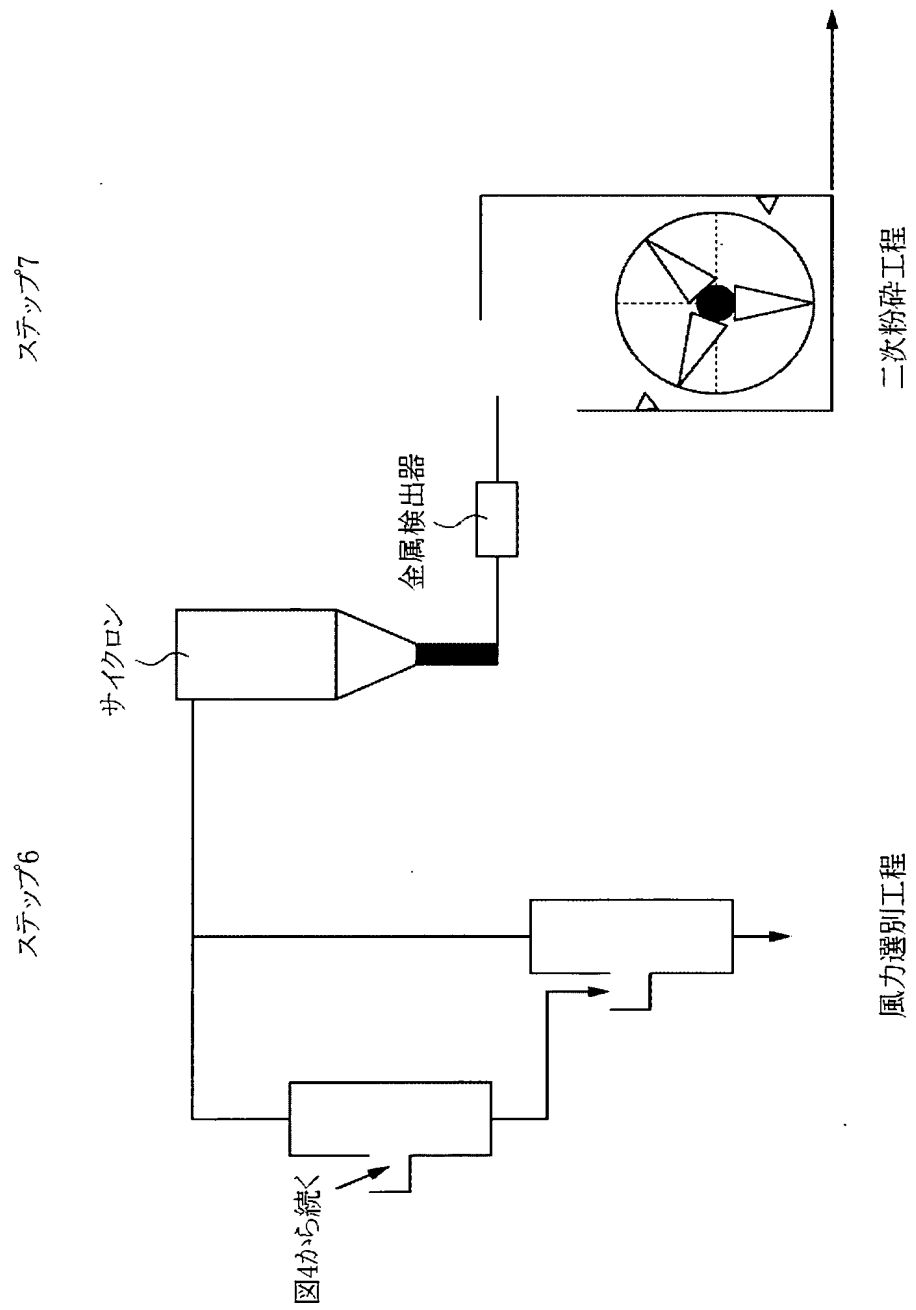 ステップ6
ステップ7
サイクロン
金属検出器
図4から続く
風力選別工程
二次粉砕工程